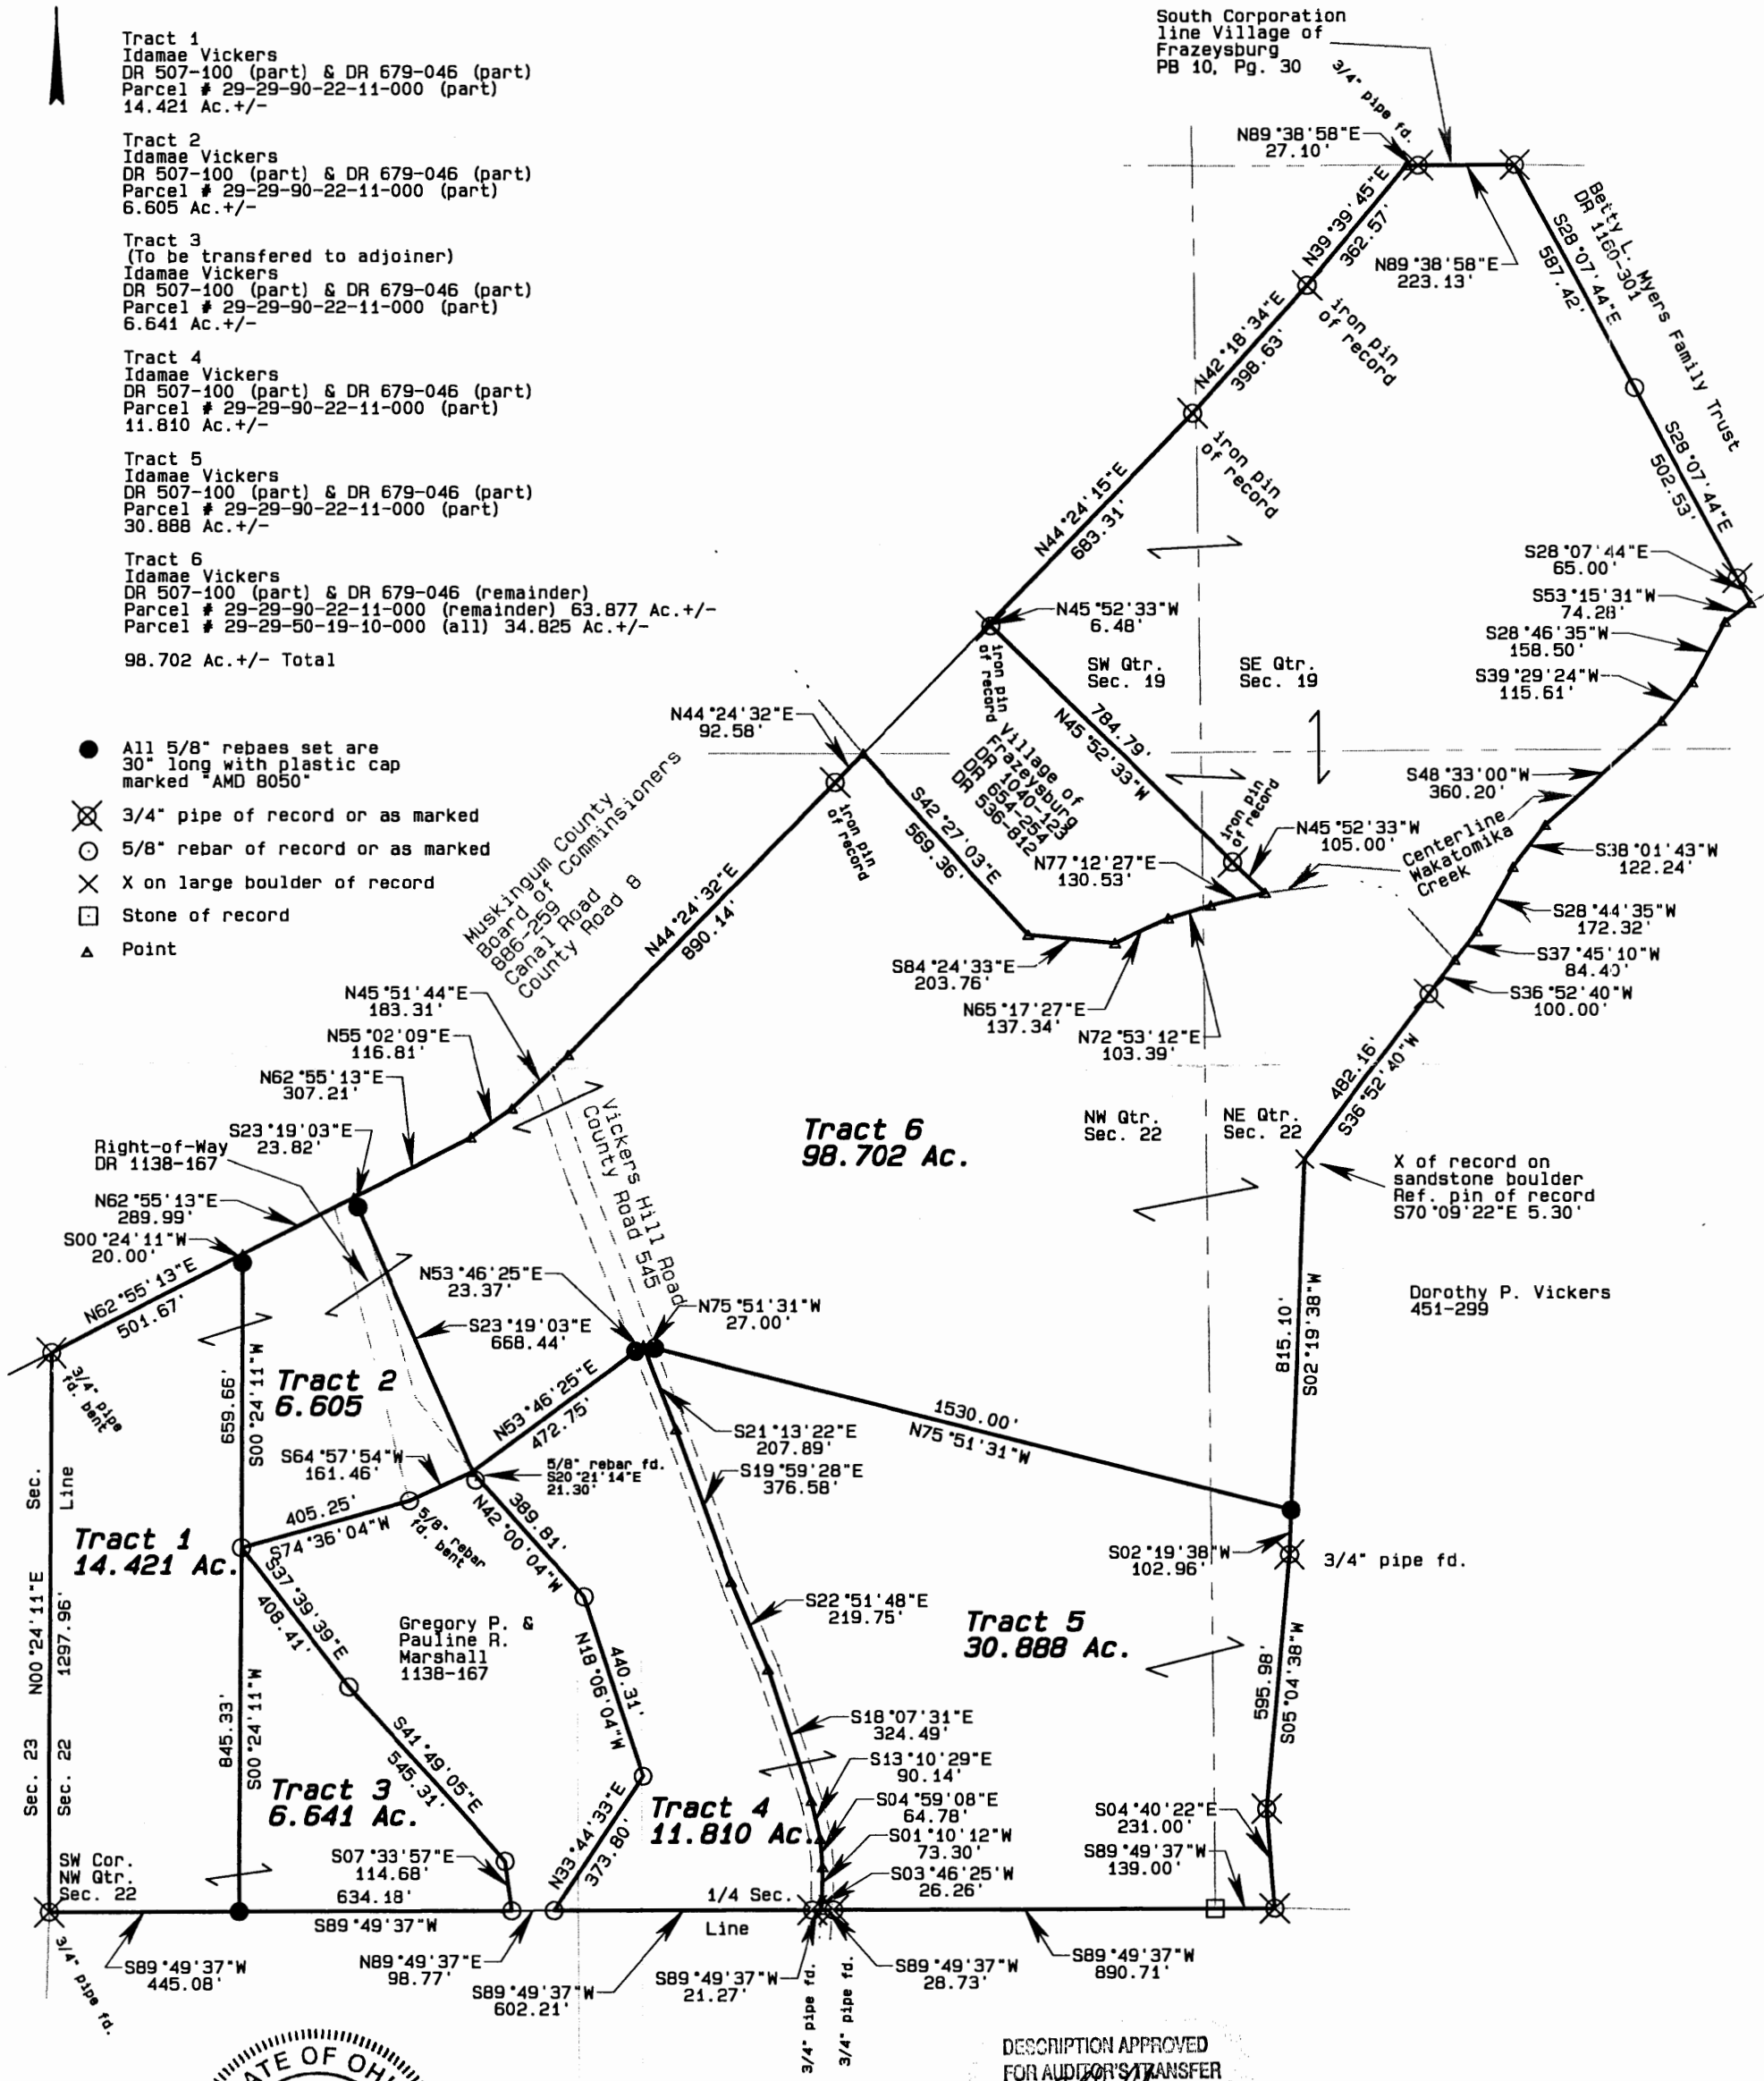 Tract 1
Idamae Vickers
DR 507-100 (part) & DR 679-046 (part)
Parcel # 29-29-90-22-11-000 (part)
14.421 Ac.+/-
Tract 2
Idamae Vickers
DR 507-100 (part) & DR 679-046 (part)
Parcel # 29-29-90-22-11-000 (part)
6.605 Ac.+/-
Tract 3
(To be transfered to adjoiner)
Idamae Vickers
DR 507-100 (part) & DR 679-046 (part)
Parcel # 29-29-90-22-11-000 (part)
6.641 Ac.+/-
Tract 4
Idamae Vickers
DR 507-100 (part) & DR 679-046 (part)
Parcel # 29-29-90-22-11-000 (part)
11.810 Ac.+/-
Tract 5
Idamae Vickers
DR 507-100 (part) & DR 679-046 (part)
Parcel # 29-29-90-22-11-000 (part)
30.888 Ac.+/-
Tract 6
Idamae Vickers
DR 507-100 (part) & DR 679-046 (remainder)
Parcel # 29-29-90-22-11-000 (remainder) 63.877 Ac.+/-
Parcel # 29-29-50-19-10-000 (all) 34.825 Ac.+/-
98.702 Ac.+/- Total
All 5/8" rebaes set are
30" long with plastic cap
marked "AMD 8050"
3/4" pipe of record or as marked
5/8" rebar of record or as marked
X on large boulder of record
Stone of record
Point
South Corporation
line Village of
Frazeysburg
PB 10, Pg. 30
3/4" pipe fd.
N89°38'58"E
27.10'
N39°39'45"E
362.57'
N89°38'58"E
223.13'
Betty L. Myers Family Trust
DR 1160-301
S28°07'44"E
587.42'
iron pin
of record
N42°18'34"E
398.63'
iron pin
of record
S28°07'44"E
502.53'
N44°24'15"E
683.31'
S28°07'44"E
65.00'
S53°15'31"W
74.28'
S28°46'35"W
158.50'
S39°29'24"W
115.61'
N45°52'33"W
6.48'
iron pin
of record
SW Qtr.
Sec. 19
SE Qtr.
Sec. 19
N44°24'32"E
92.58'
iron pin
of record
Village of
Frazeysburg
DR 1040-123
DR 654-254
DR 536-812
784.79'
N45°52'33"W
S48°33'00"W
360.20'
iron pin
of record
N45°52'33"W
105.00'
Centerline
Wakatomika
Creek
S38°01'43"W
122.24'
S42°27'03"E
569.36'
N77°12'27"E
130.53'
S28°44'35"W
172.32'
S37°45'10"W
84.40'
S36°52'40"W
100.00'
S84°24'33"E
203.76'
N65°17'27"E
137.34'
N72°53'12"E
103.39'
Muskingum County
Board of Comminsioners
886-259
Canal Road
County Road 8
N44°24'32"E
890.14'
N45°51'44"E
183.31'
N55°02'09"E
116.81'
N62°55'13"E
307.21'
482.16'
S36°52'40"W
NW Qtr.
Sec. 22
NE Qtr.
Sec. 22
Tract 6
98.702 Ac.
Vickers Hill Road
County Road 545
Right-of-Way
DR 1138-167
S23°19'03"E
23.82'
N62°55'13"E
289.99'
S00°24'11"W
20.00'
N62°55'13"E
501.67'
X of record on
sandstone boulder
Ref. pin of record
S70°09'22"E 5.30'
Dorothy P. Vickers
451-299
815.10'
S02°19'38"W
N53°46'25"E
23.37'
N75°51'31"W
27.00'
S23°19'03"E
668.44'
3/4" pipe
fd. bent
Tract 2
6.605
659.66'
S00°24'11"W
N53°46'25"E
472.75'
1530.00'
N75°51'31"W
S21°13'22"E
207.89'
S19°59'28"E
376.58'
S64°57'54"W
161.46'
5/8" rebar fd.
S20°21'14"E
21.30'
405.25'
S74°36'04"W
5/8" rebar
fd. bent
389.81'
N42°00'04"W
Tract 1
14.421 Ac.
Sec. Line
N00°24'11"E
1297.96'
Sec. 23
Sec. 22
S37°39'39"E
408.41'
Gregory P. &
Pauline R.
Marshall
1138-167
440.31'
N18°06'04"W
S02°19'38"W
102.96'
3/4" pipe fd.
S22°51'48"E
219.75'
Tract 5
30.888 Ac.
595.98'
S05°04'38"W
845.33'
S00°24'11"W
S41°49'05"E
545.31'
S18°07'31"E
324.49'
S13°10'29"E
90.14'
S04°59'08"E
64.78'
S01°10'12"W
73.30'
S03°46'25"W
26.26'
Tract 3
6.641 Ac.
Tract 4
11.810 Ac.
N33°44'33"E
373.80'
S04°40'22"E
231.00'
S89°49'37"W
139.00'
SW Cor.
NW Qtr.
Sec. 22
S07°33'57"E
114.68'
634.18'
S89°49'37"W
1/4 Sec.
Line
3/4" pipe fd.
S89°49'37"W
445.08'
N89°49'37"E
98.77'
S89°49'37"W
602.21'
S89°49'37"W
21.27'
3/4" pipe fd.
3/4" pipe fd.
S89°49'37"W
28.73'
S89°49'37"W
890.71'
DESCRIPTION APPROVED
FOR AUDITOR'S TRANSFER